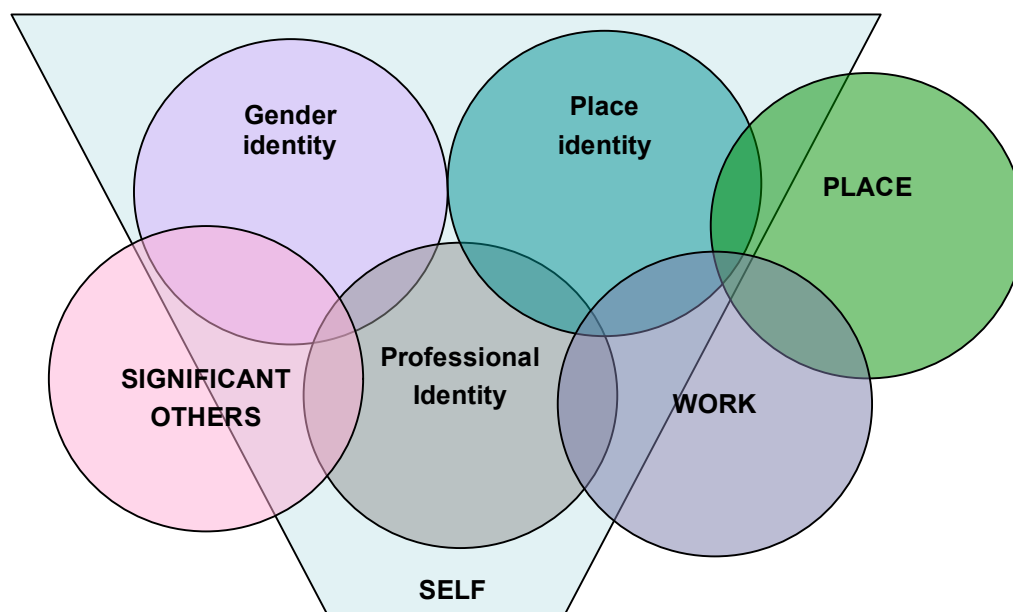 Gender
identity
Place
identity
PLACE
SIGNIFICANT
OTHERS
Professional
Identity
WORK
SELF